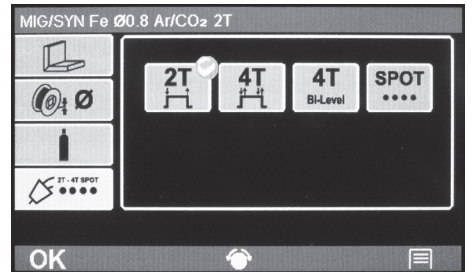 MIG/SYN Fe Ø0.8 Ar/CO₂ 2T
2T 4T 4T SPOT
Bi-Level
Ø
2T - 4T SPOT
OK